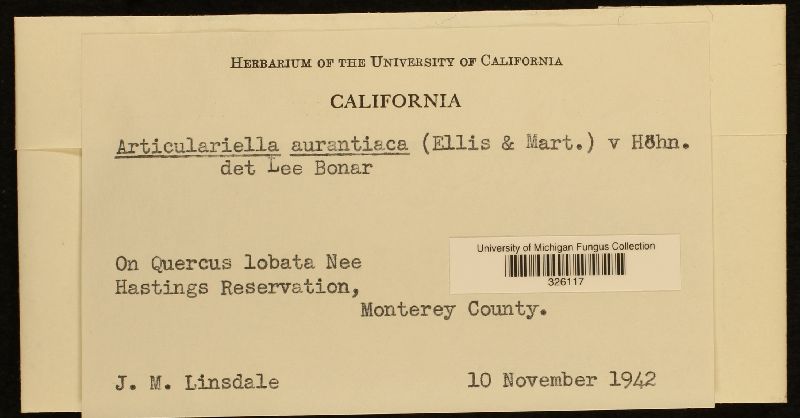 HERBARIUM OF THE UNIVERSITY OF CALIFORNIA
CALIFORNIA
Articulariella aurantiaca (Ellis & Mart.) v Höhn.
det Lee Bonar
On Quercus lobata Nee
Hastings Reservation,
Monterey County.
University of Michigan Fungus Collection
326117
J. M. Linsdale 10 November 1942